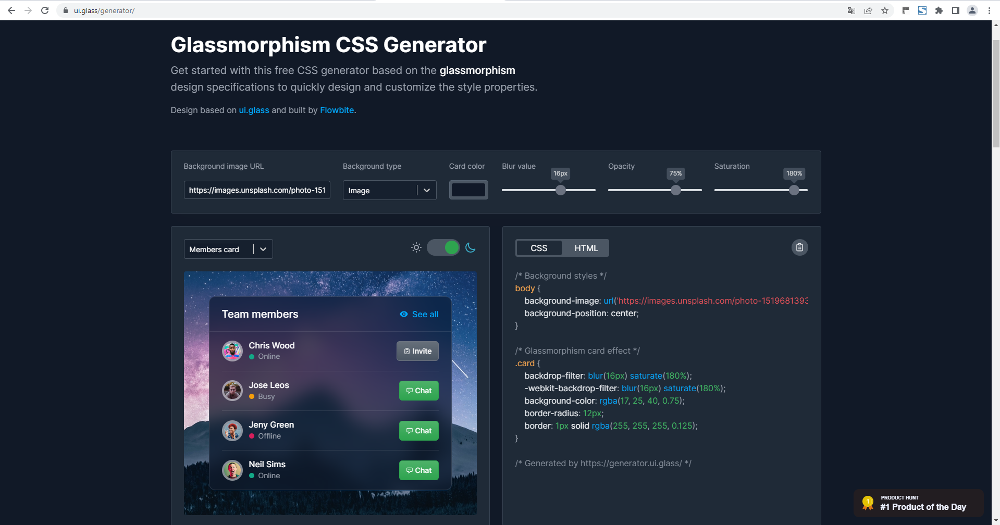 ui.glass/generator/
Glassmorphism CSS Generator
Get started with this free CSS generator based on the glassmorphism
design specifications to quickly design and customize the style properties.
Design based on ui.glass and built by Flowbite.
Background image URL
https://images.unsplash.com/photo-151
Background type
Image
Card color
Blur value
16px
Opacity
75%
Saturation
180%
Members card
Team members
See all
Chris Wood
Online
Invite
Jose Leos
Busy
Chat
Jeny Green
Offline
Chat
Neil Sims
Online
Chat
CSS
HTML
/* Background styles */
body {
background-image: url('https://images.unsplash.com/photo-1519681393
background-position: center;
}
/* Glassmorphism card effect */
.card {
backdrop-filter: blur(16px) saturate(180%);
-webkit-backdrop-filter: blur(16px) saturate(180%);
background-color: rgba(17, 25, 40, 0.75);
border-radius: 12px;
border: 1px solid rgba(255, 255, 255, 0.125);
}
/* Generated by https://generator.ui.glass/ */
1
PRODUCT HUNT
#1 Product of the Day